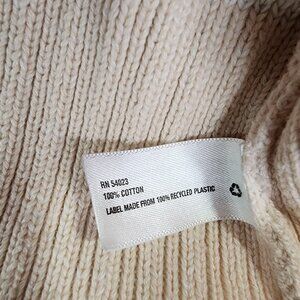 RN 54023
100% COTTON
LABEL MADE FROM 100% RECYCLED PLASTIC